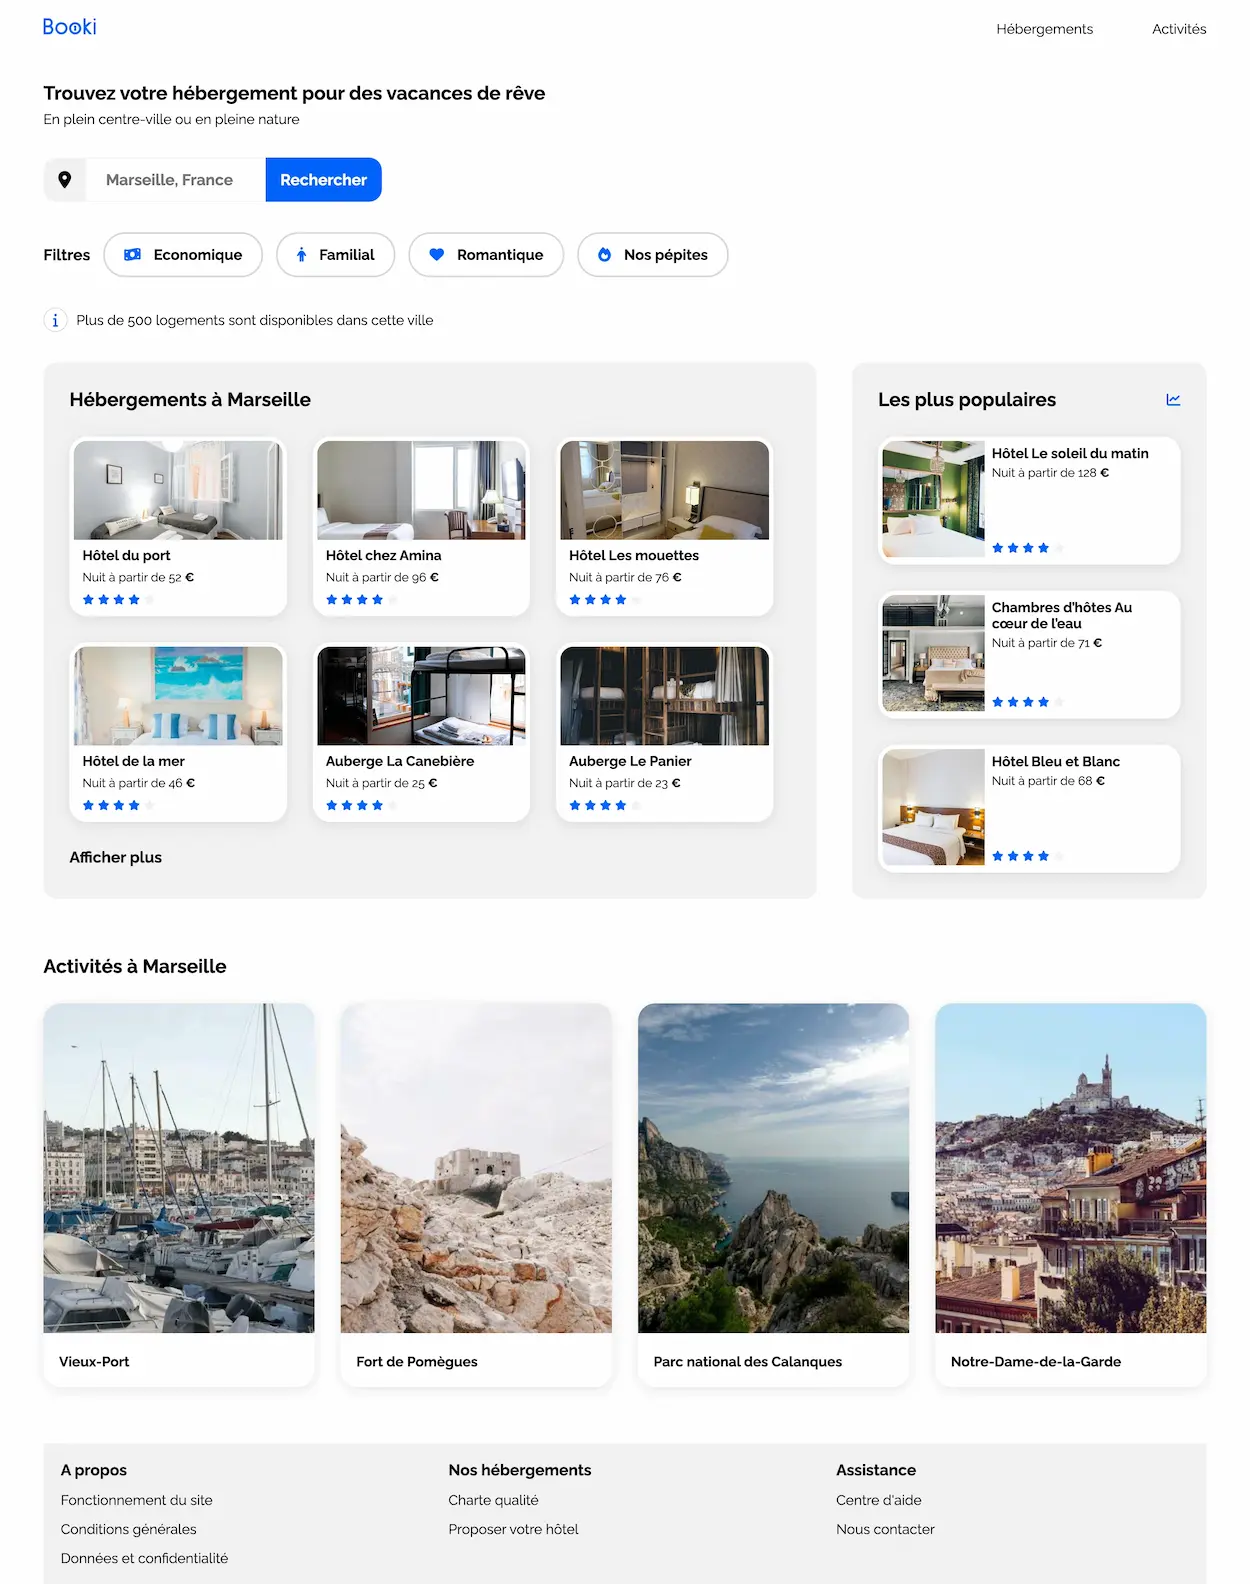 Booki
Hébergements
Activités
Trouvez votre hébergement pour des vacances de rêve
En plein centre-ville ou en pleine nature
Marseille, France
Rechercher
Filtres
Economique
Familial
Romantique
Nos pépites
Plus de 500 logements sont disponibles dans cette ville
Hébergements à Marseille
Hôtel du port
Nuit à partir de 52 €
Hôtel chez Amina
Nuit à partir de 96 €
Hôtel Les mouettes
Nuit à partir de 76 €
Hôtel de la mer
Nuit à partir de 46 €
Auberge La Canebière
Nuit à partir de 25 €
Auberge Le Panier
Nuit à partir de 23 €
Afficher plus
Les plus populaires
Hôtel Le soleil du matin
Nuit à partir de 128 €
Chambres d'hôtes Au
cœur de l'eau
Nuit à partir de 71 €
Hôtel Bleu et Blanc
Nuit à partir de 68 €
Activités à Marseille
Vieux-Port
Fort de Pomègues
Parc national des Calanques
Notre-Dame-de-la-Garde
A propos
Fonctionnement du site
Conditions générales
Données et confidentialité
Nos hébergements
Charte qualité
Proposer votre hôtel
Assistance
Centre d'aide
Nous contacter